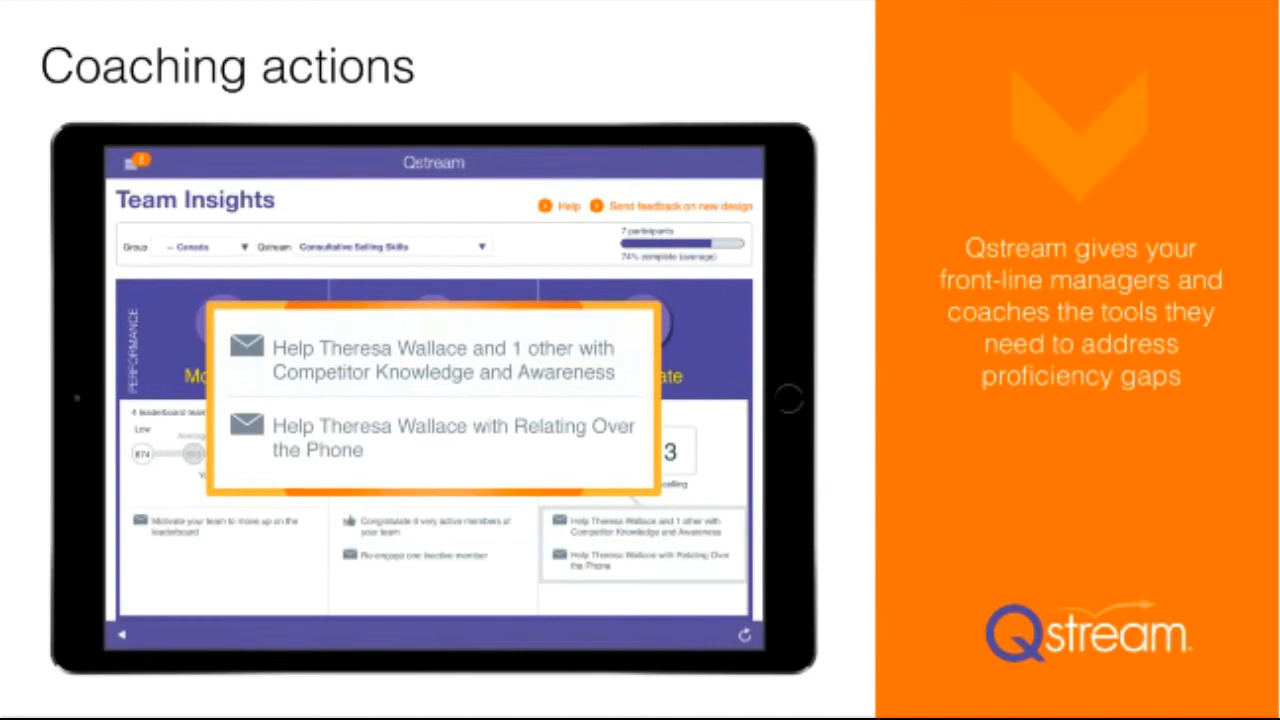 Coaching actions
2
Qstream
Team Insights
Help
Send feedback on new design
Group
-- Canada
Qstream
Consultative Selling Skills
7 participants
74% complete (average)
PERFORMANCE
Help Theresa Wallace and 1 other with
Competitor Knowledge and Awareness
Help Theresa Wallace with Relating Over
the Phone
4 leaderboard
Low
874
3
Motivate your team to move up on the
leaderboard
Congratulate 6 very active members of
your team
Re-engage one inactive member
Help Theresa Wallace and 1 other with
Competitor Knowledge and Awareness
Help Theresa Wallace with Relating Over
the Phone
Qstream gives your
front-line managers and
coaches the tools they
need to address
proficiency gaps
Qstream